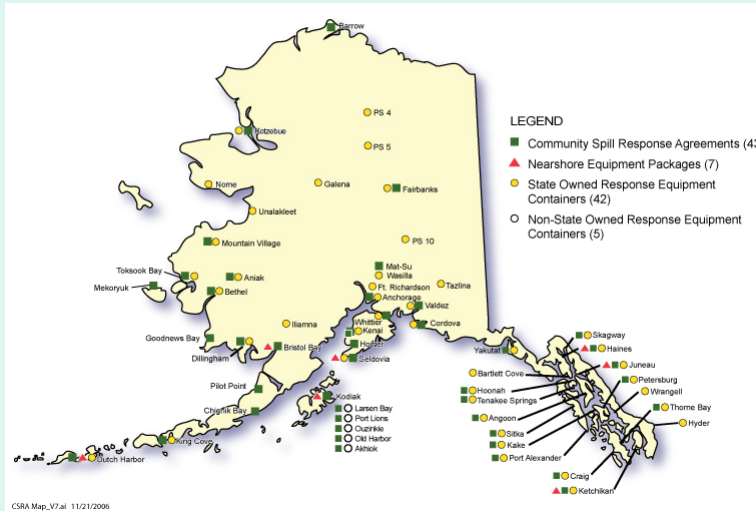 Barrow
PS 4
LEGEND
Community Spill Response Agreements (43
Kotzebue
PS 5
Nearshore Equipment Packages (7)
State Owned Response Equipment
Containers (42)
Nome
Galena
Fairbanks
Non-State Owned Response Equipment
Containers (5)
Unalakleet
Mountain Village
PS 10
Toksook Bay
Mat-Su
Wasilla
Mekoryuk
Aniak
Bethel
Ft. Richardson
Tazlina
Anchorage
Valdez
Whittier
Iliamna
Kenai
Cordova
Goodnews Bay
Homer
Dillingham
Bristol Bay
Seldovia
Yakutat
Skagway
Haines
Juneau
Bartlett Cove
Petersburg
Pilot Point
Hoonah
Wrangell
Kodiak
Tenakee Springs
Thorne Bay
Chignik Bay
Larsen Bay
Port Lions
Angoon
Ouzinkie
Hyder
King Cove
Old Harbor
Sitka
Akhiok
Kake
Dutch Harbor
Port Alexander
Craig
Ketchikan
CSRA Map_V7.ai 11/21/2006